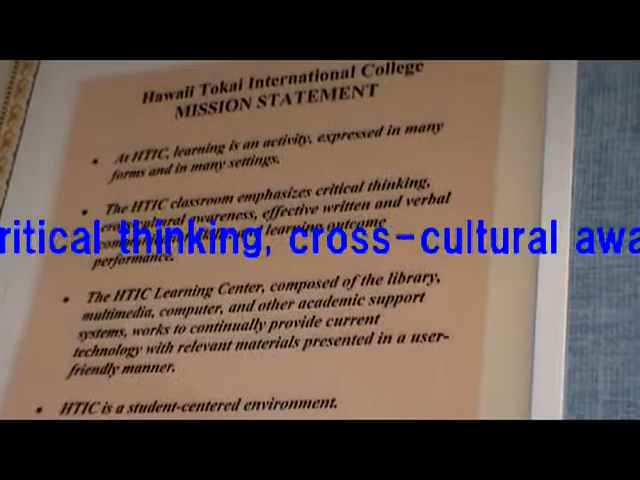 Hawaii Tokai International College
MISSION STATEMENT
• At HTIC, learning is an activity, expressed in many
forms and in many settings.
• The HTIC classroom emphasizes critical thinking,
cross-cultural awareness, effective written and verbal
learning outcome
performance.
ritical thinking, cross-cultural awa
• The HTIC Learning Center, composed of the library,
multimedia, computer, and other academic support
systems, works to continually provide current
technology with relevant materials presented in a user-
friendly manner.
• HTIC is a student-centered environment.